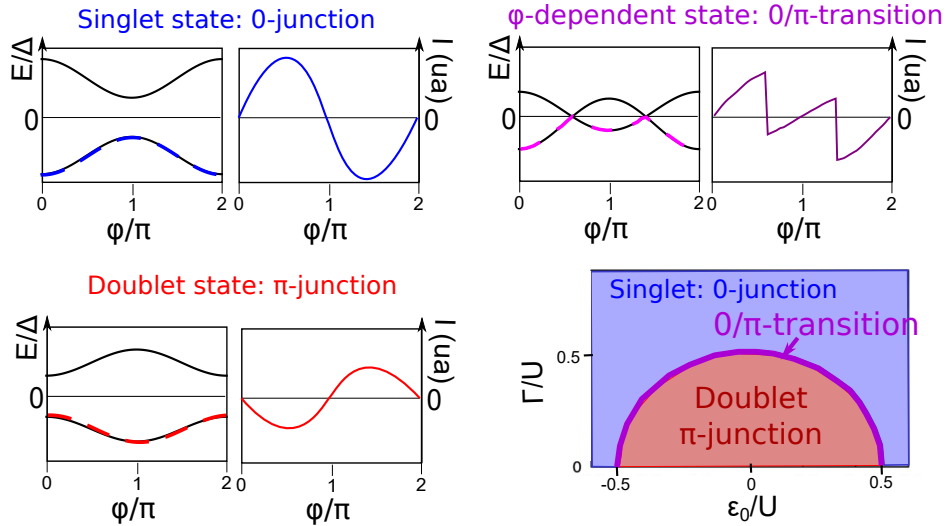 Singlet state: 0-junction
E/Δ
0
0
1
2
φ/π
I (ua)
0
0
1
2
φ/π
φ-dependent state: 0/π-transition
E/Δ
0
0
1
2
φ/π
I (ua)
0
0
1
2
φ/π
Doublet state: π-junction
E/Δ
0
0
1
2
φ/π
I (ua)
0
0
1
2
φ/π
Singlet: 0-junction
0/π-transition
Doublet
π-junction
Γ/U
0.5
0
-0.5
0
0.5
ε₀/U